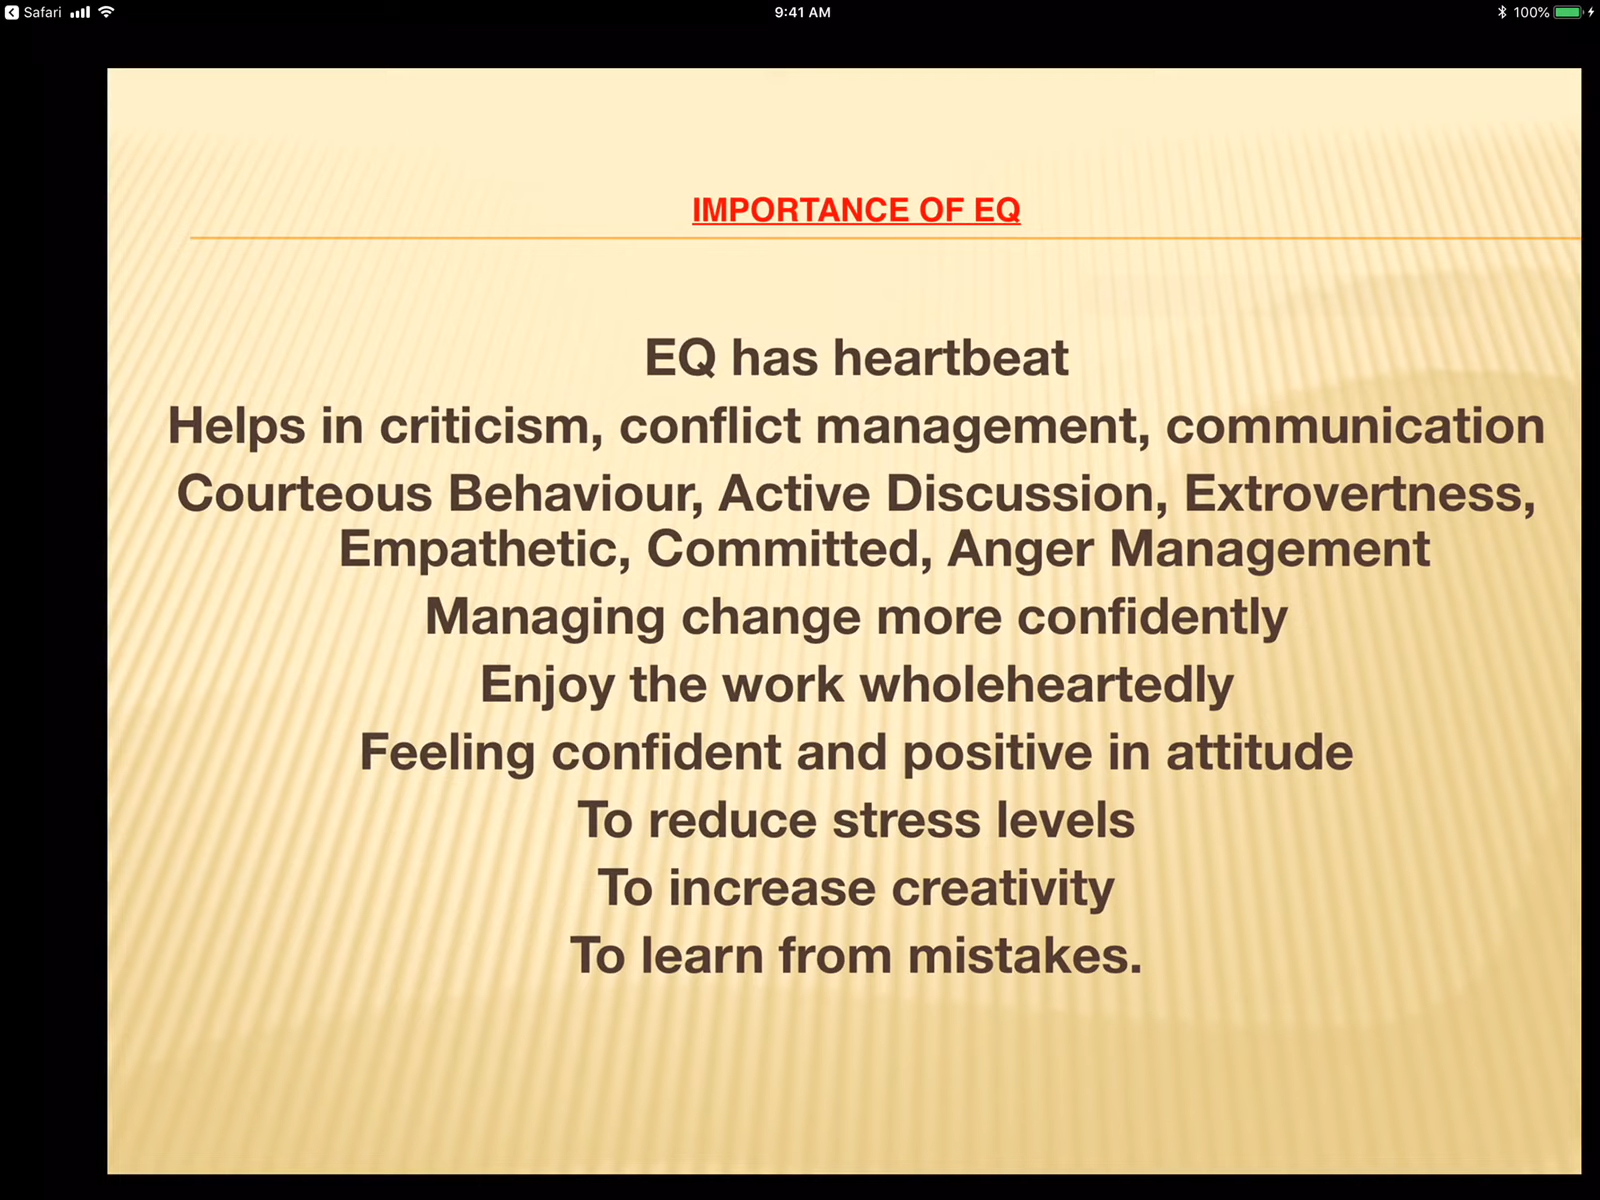 Safari
9:41 AM
100%
IMPORTANCE OF EQ
EQ has heartbeat
Helps in criticism, conflict management, communication
Courteous Behaviour, Active Discussion, Extrovertness,
Empathetic, Committed, Anger Management
Managing change more confidently
Enjoy the work wholeheartedly
Feeling confident and positive in attitude
To reduce stress levels
To increase creativity
To learn from mistakes.